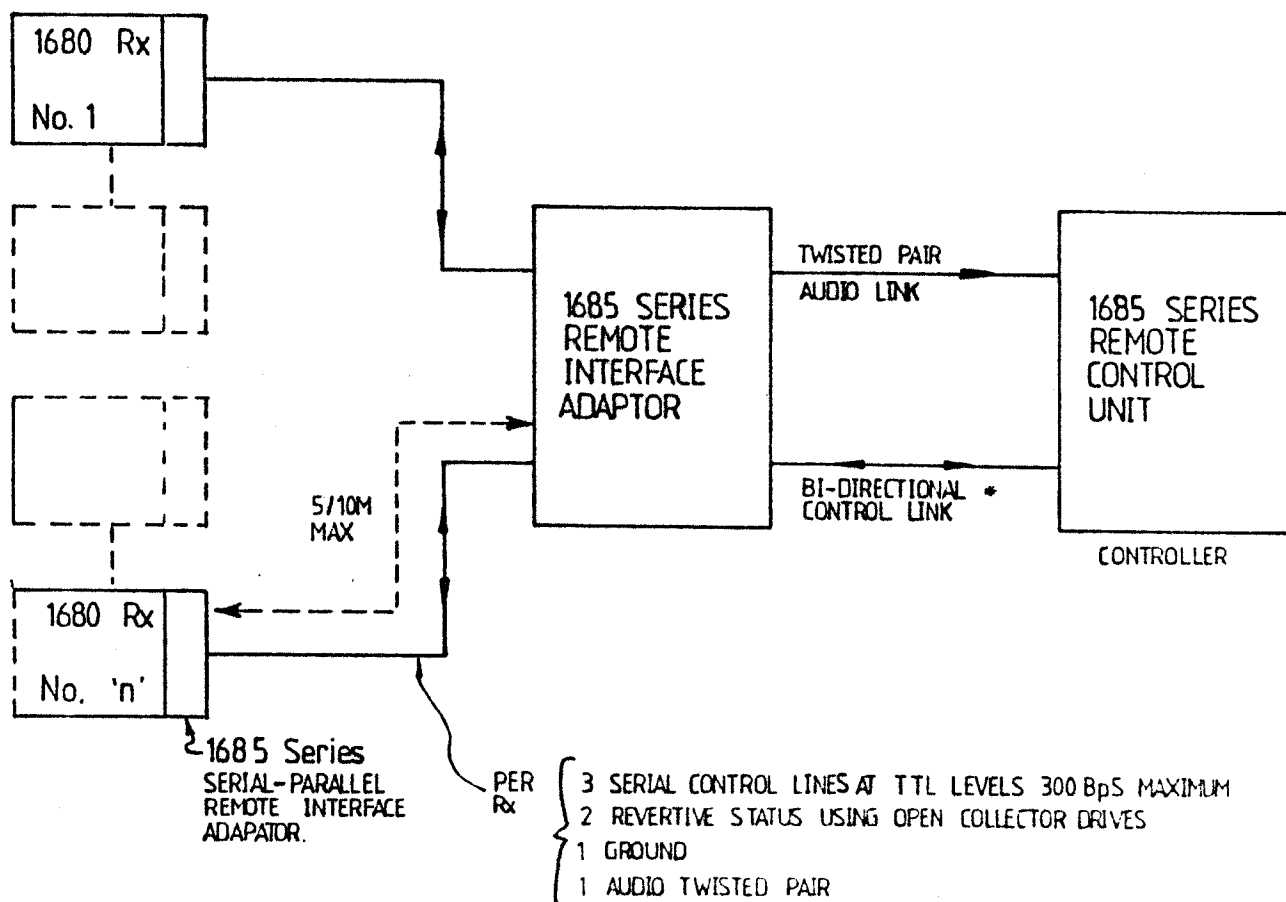 1680 Rx
No. 1
TWISTED PAIR
AUDIO LINK
1685 SERIES
REMOTE
INTERFACE
ADAPTOR
1685 SERIES
REMOTE
CONTROL
UNIT
5/10M
MAX
BI-DIRECTIONAL *
CONTROL LINK
CONTROLLER
1680 Rx
No. 'n'
1685 Series
SERIAL-PARALLEL
REMOTE INTERFACE
ADAPATOR.
PER
Rx
3 SERIAL CONTROL LINES AT TTL LEVELS 300 BpS MAXIMUM
2 REVERTIVE STATUS USING OPEN COLLECTOR DRIVES
1 GROUND
1 AUDIO TWISTED PAIR